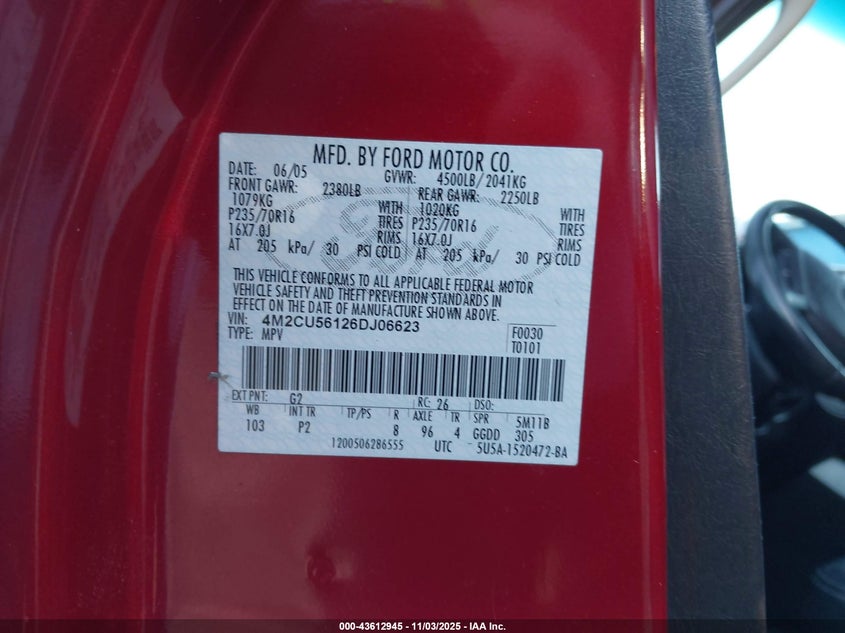 MFD. BY FORD MOTOR CO.
DATE: 06/05 GVWR: 4500LB/2041KG
FRONT GAWR: 2380LB REAR GAWR: 2250LB
1079KG WITH 1020KG WITH
P235/70R16 TIRES P235/70R16 TIRES
16X7.0J RIMS 16X7.0J RIMS
AT 205 kPa/ 30 PSI COLD AT 205 kPa/ 30 PSI COLD
THIS VEHICLE CONFORMS TO ALL APPLICABLE FEDERAL MOTOR
VEHICLE SAFETY AND THEFT PREVENTION STANDARDS IN
EFFECT ON THE DATE OF MANUFACTURE SHOWN ABOVE.
VIN: 4M2CU56126DJ06623 F0030
TYPE: MPV T0101
EXT PNT: G2 RC: 26 DSO:
WB INT TR TP/PS R AXLE TR SPR 5M11B
103 P2 8 96 4 GGDD 305
1200506286555 UTC 5U5A-1520472-BA
000-43612945 - 11/03/2025 - IAA Inc.